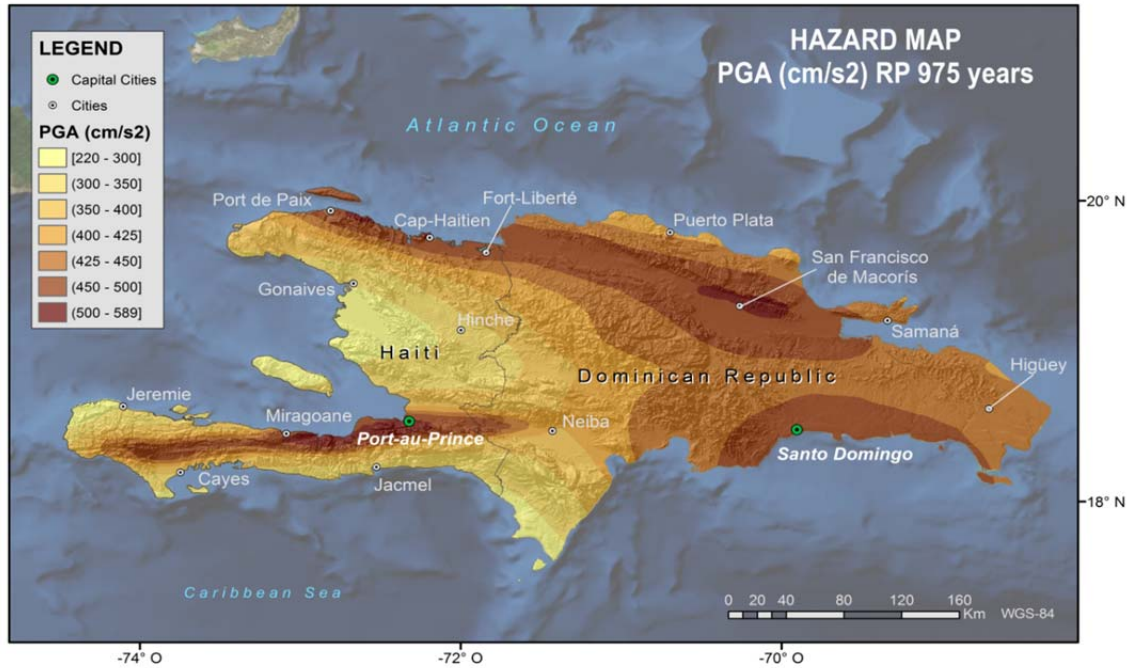 HAZARD MAP
PGA (cm/s2) RP 975 years
LEGEND
Capital Cities
Cities
PGA (cm/s2)
[220 - 300]
(300 - 350]
(350 - 400]
(400 - 425]
(425 - 450]
(450 - 500]
(500 - 589]
Atlantic Ocean
Port de Paix
Cap-Haitien
Fort-Liberté
Puerto Plata
San Francisco
de Macorís
Gonaives
Hinche
Samaná
Haiti
Dominican Republic
Higüey
Jeremie
Miragoane
Port-au-Prince
Neiba
Santo Domingo
Cayes
Jacmel
Caribbean Sea
20° N
18° N
0 20 40 80 120 160
Km
WGS-84
-74° O
-72° O
-70° O